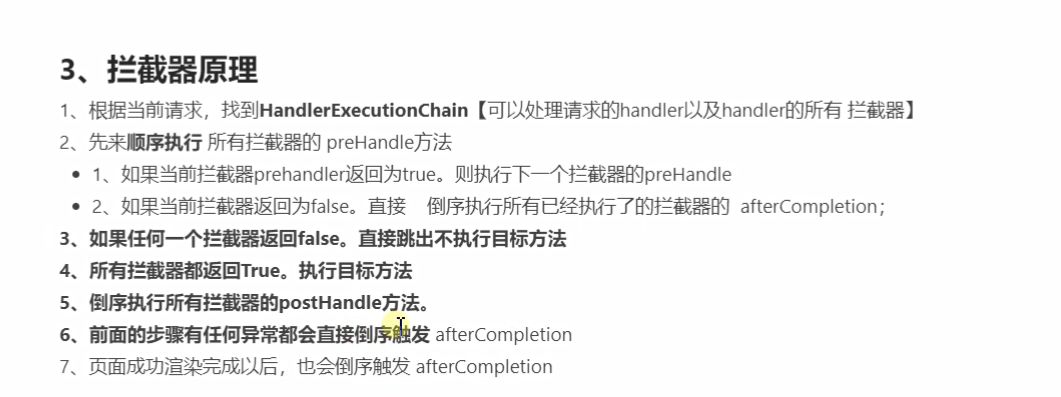 3、拦截器原理
1、根据当前请求，找到HandlerExecutionChain【可以处理请求的handler以及handler的所有 拦截器】
2、先来顺序执行 所有拦截器的 preHandle方法
• 1、如果当前拦截器prehandler返回为true。则执行下一个拦截器的preHandle
• 2、如果当前拦截器返回为false。直接 倒序执行所有已经执行了的拦截器的 afterCompletion；
3、如果任何一个拦截器返回false。直接跳出不执行目标方法
4、所有拦截器都返回True。执行目标方法
5、倒序执行所有拦截器的postHandle方法。
6、前面的步骤有任何异常都会直接倒序触发 afterCompletion
7、页面成功渲染完成以后，也会倒序触发 afterCompletion